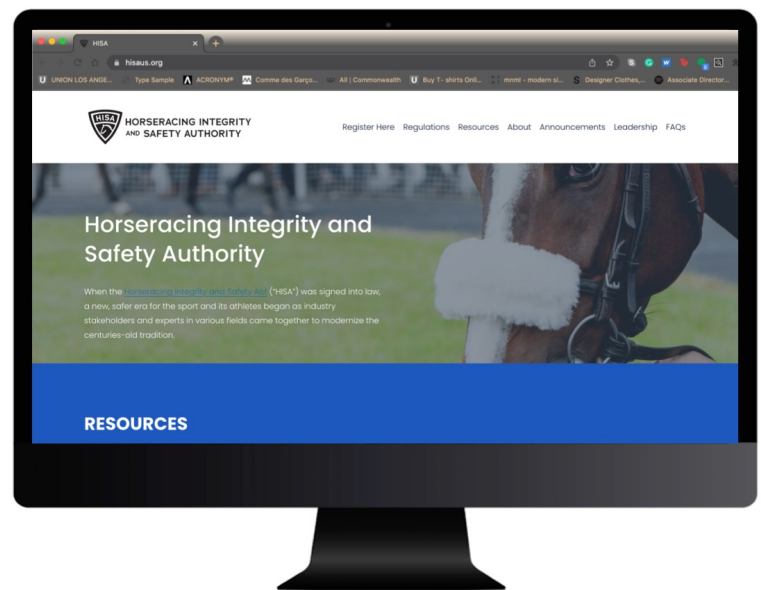 HISA
hisaus.org
UNION LOS ANGE...
Type Sample
ACRONYM®
Comme des Garço...
All | Commonwealth
Buy T- shirts Onli...
mnml - modern si...
Designer Clothes,...
Associate Director...
HISA
HORSERACING INTEGRITY
AND SAFETY AUTHORITY
Register Here
Regulations
Resources
About
Announcements
Leadership
FAQs
Horseracing Integrity and
Safety Authority
When the Horseracing Integrity and Safety Act ("HISA") was signed into law,
a new, safer era for the sport and its athletes began as industry
stakeholders and experts in various fields came together to modernize the
centuries-old tradition.
RESOURCES